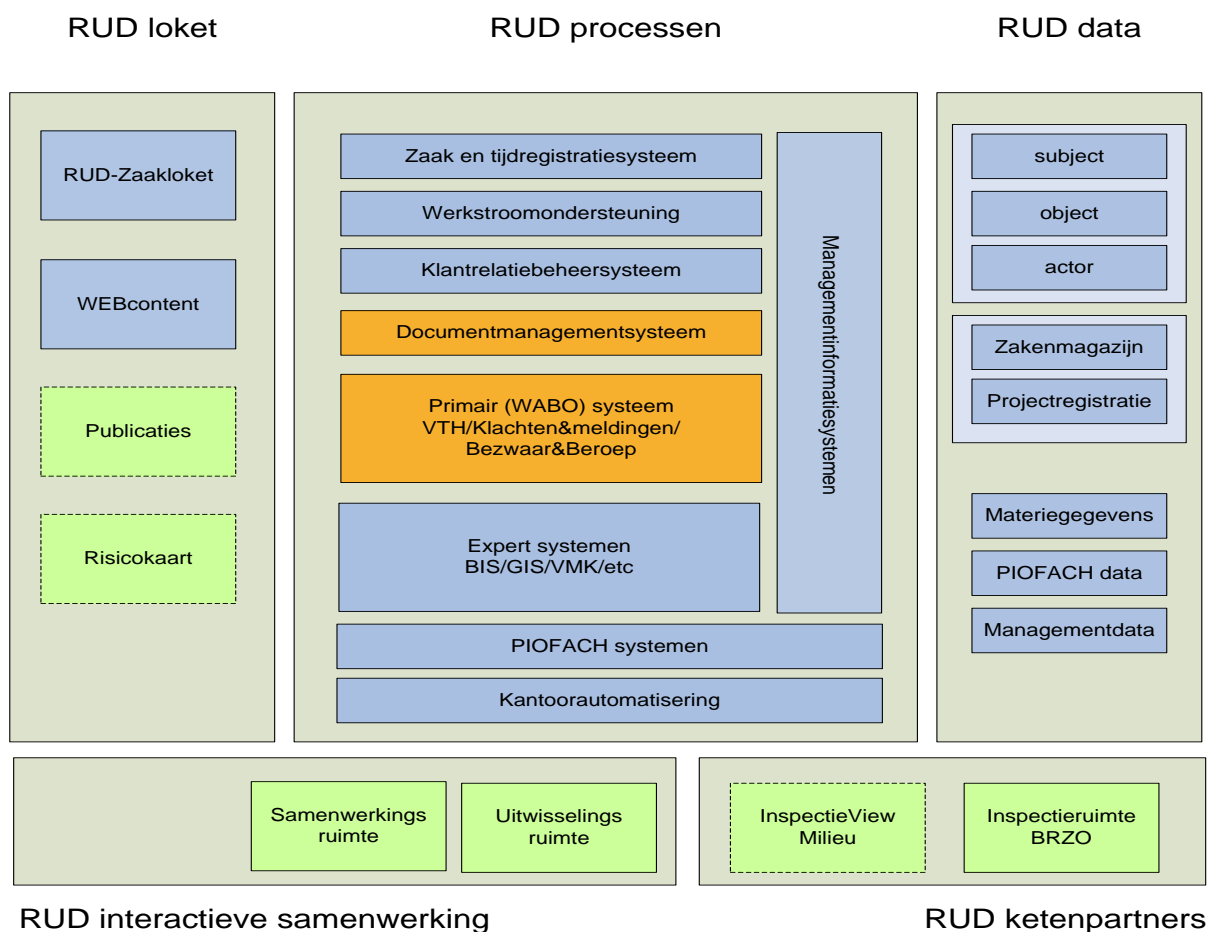 RUD loket
RUD processen
RUD data
RUD-Zaakloket
WEBcontent
Publicaties
Risicokaart
Zaak en tijdregistratiesysteem
Werkstroomondersteuning
Klantrelatiebeheersysteem
Documentmanagementsysteem
Primair (WABO) systeem
VTH/Klachten&meldingen/
Bezwaar&Beroep
Expert systemen
BIS/GIS/VMK/etc
PIOFACH systemen
Kantoorautomatisering
Managementinformatiesystemen
subject
object
actor
Zakenmagazijn
Projectregistratie
Materiegegevens
PIOFACH data
Managementdata
Samenwerkings
ruimte
Uitwisselings
ruimte
InspectieView
Milieu
Inspectieruimte
BRZO
RUD interactieve samenwerking
RUD ketenpartners